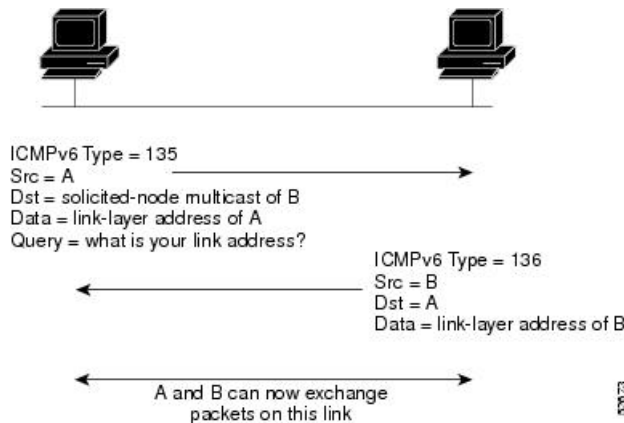 ICMPv6 Type = 135
Src = A
Dst = solicited-node multicast of B
Data = link-layer address of A
Query = what is your link address?
ICMPv6 Type = 136
Src = B
Dst = A
Data = link-layer address of B
A and B can now exchange
packets on this link